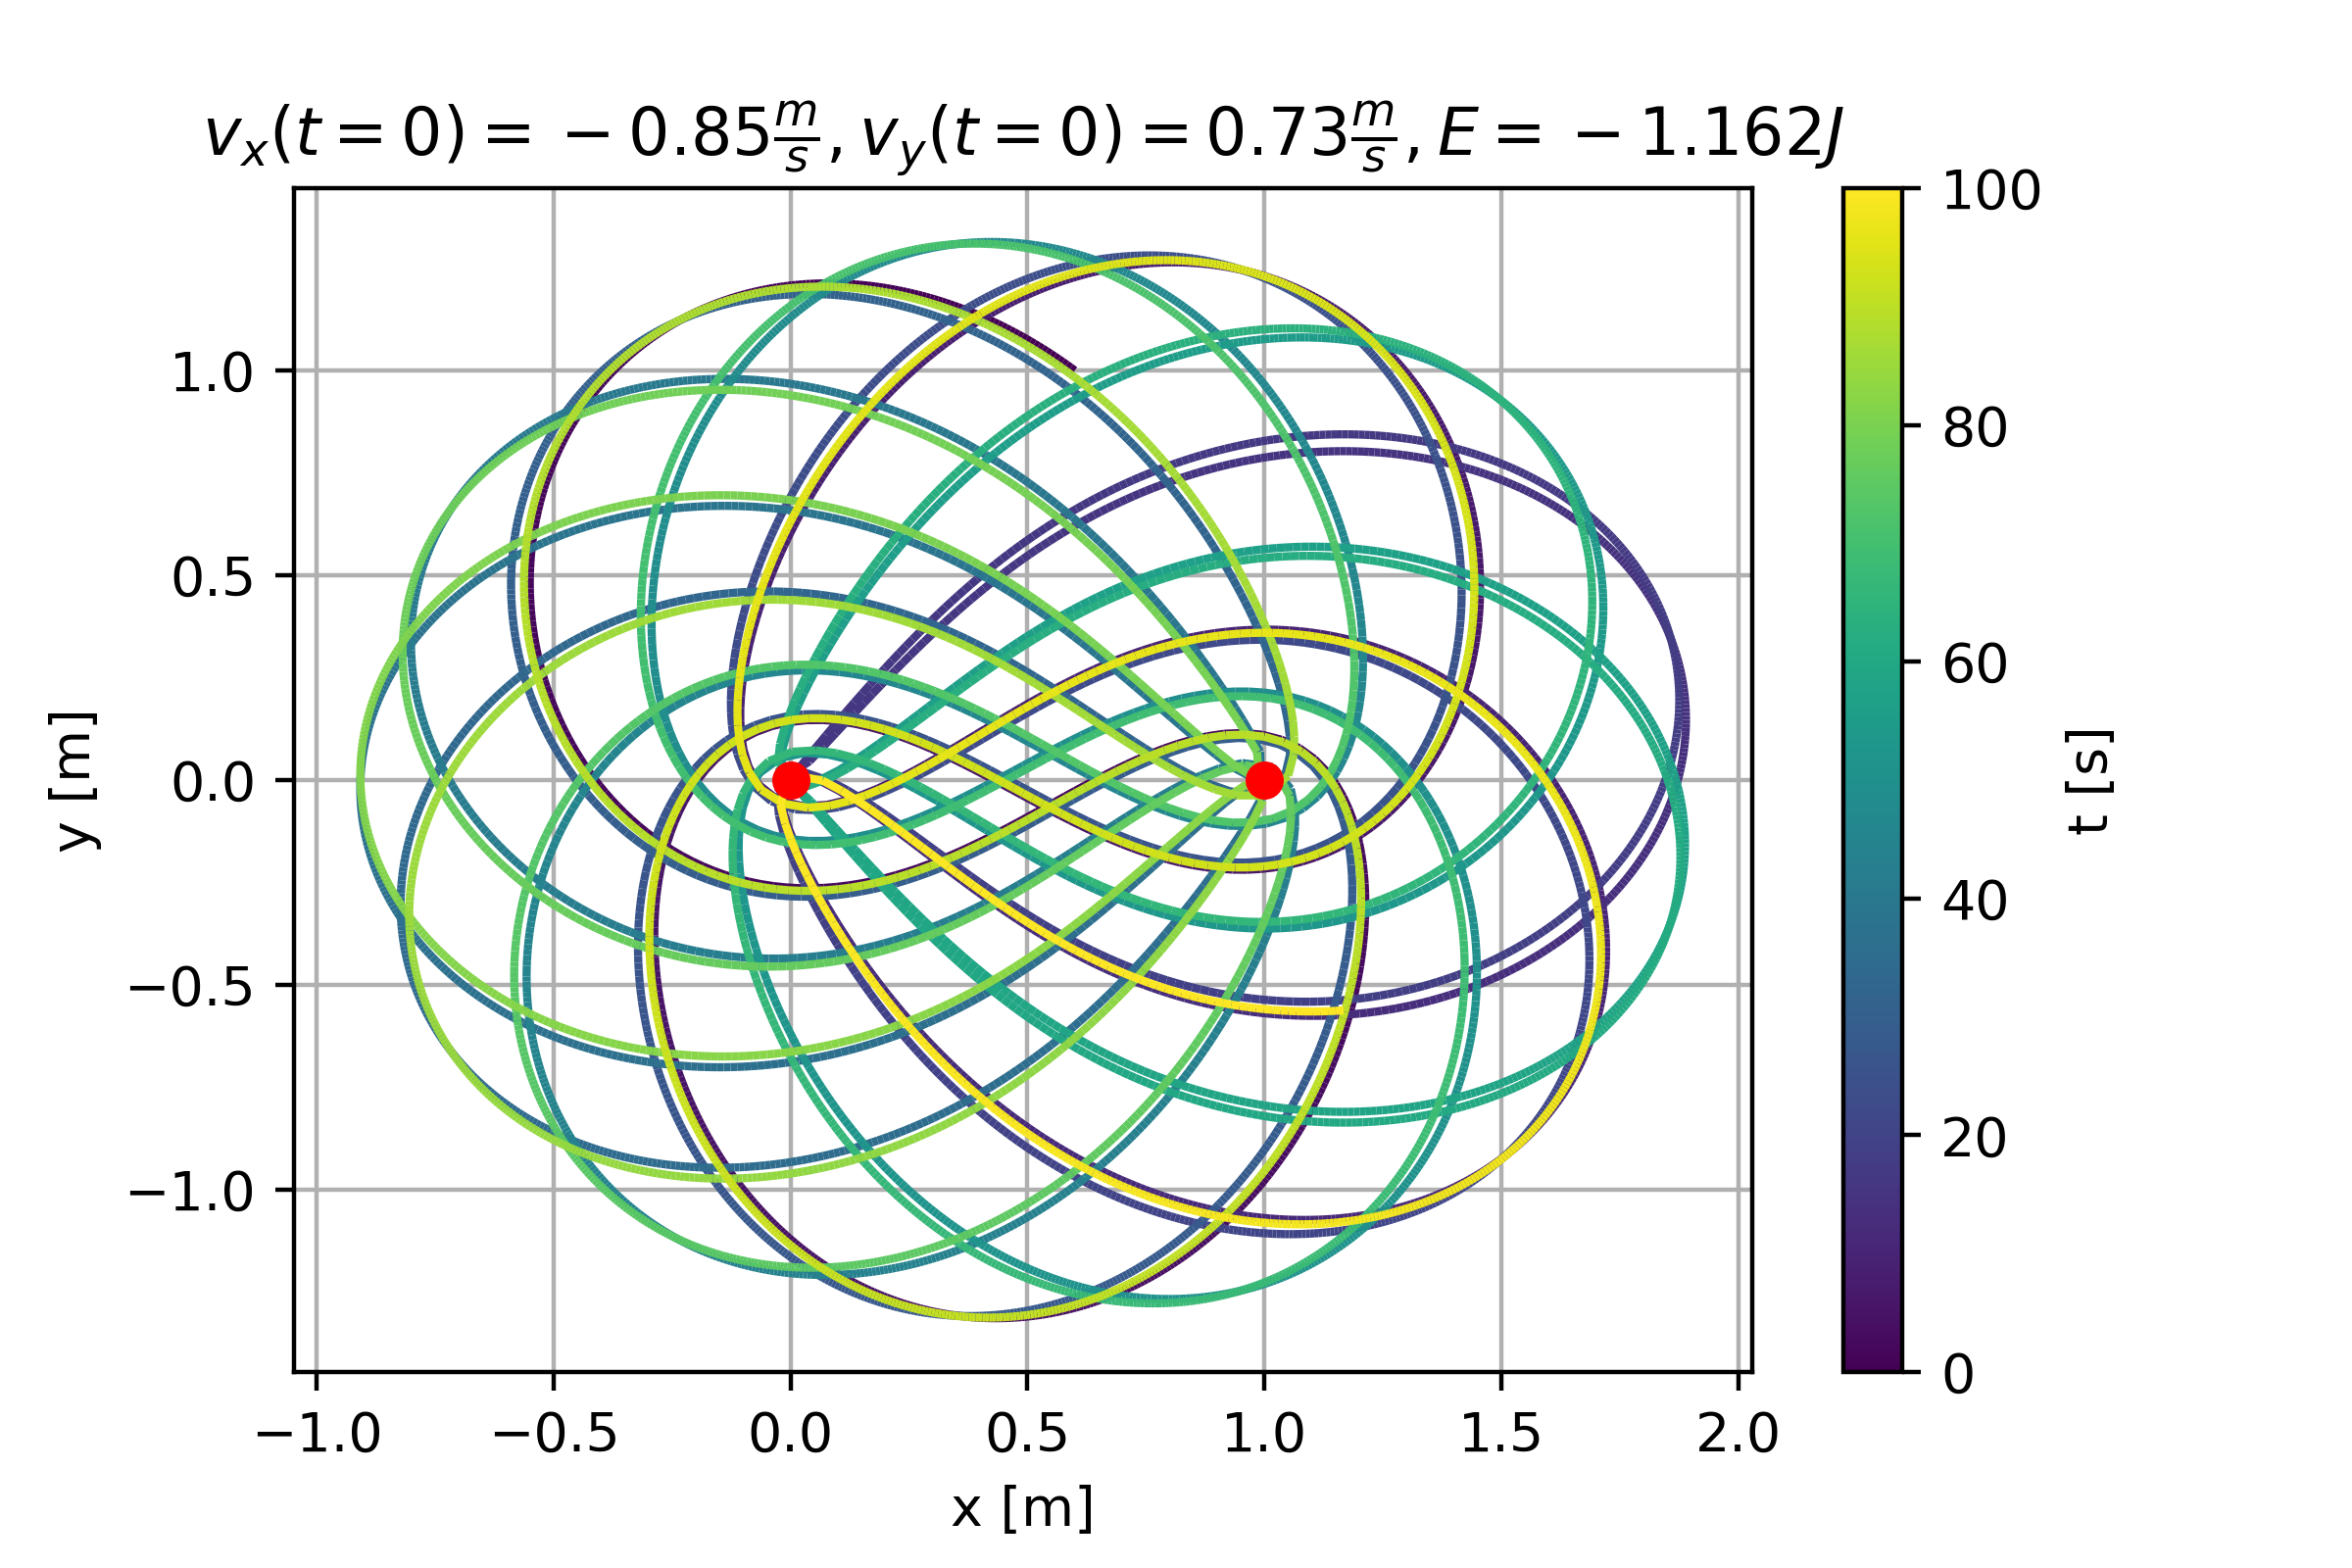 v_x(t = 0) = −0.85 m/s, v_y(t = 0) = 0.73 m/s, E = −1.162J
100
80
60
40
20
0
t [s]
1.0
0.5
0.0
−0.5
−1.0
y [m]
−1.0 −0.5 0.0 0.5 1.0 1.5 2.0
x [m]